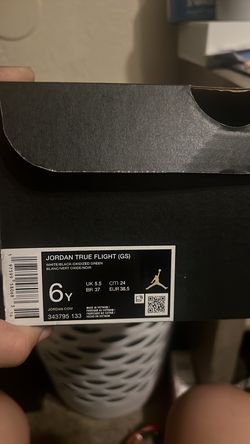 JORDAN TRUE FLIGHT (GS)
WHITE/BLACK-OXIDIZED GREEN
BLANC/VERT OXIDE/NOIR
6Y
UK 5.5 CM 24
BR 37 EUR 38.5
JORDAN.COM
343795 133